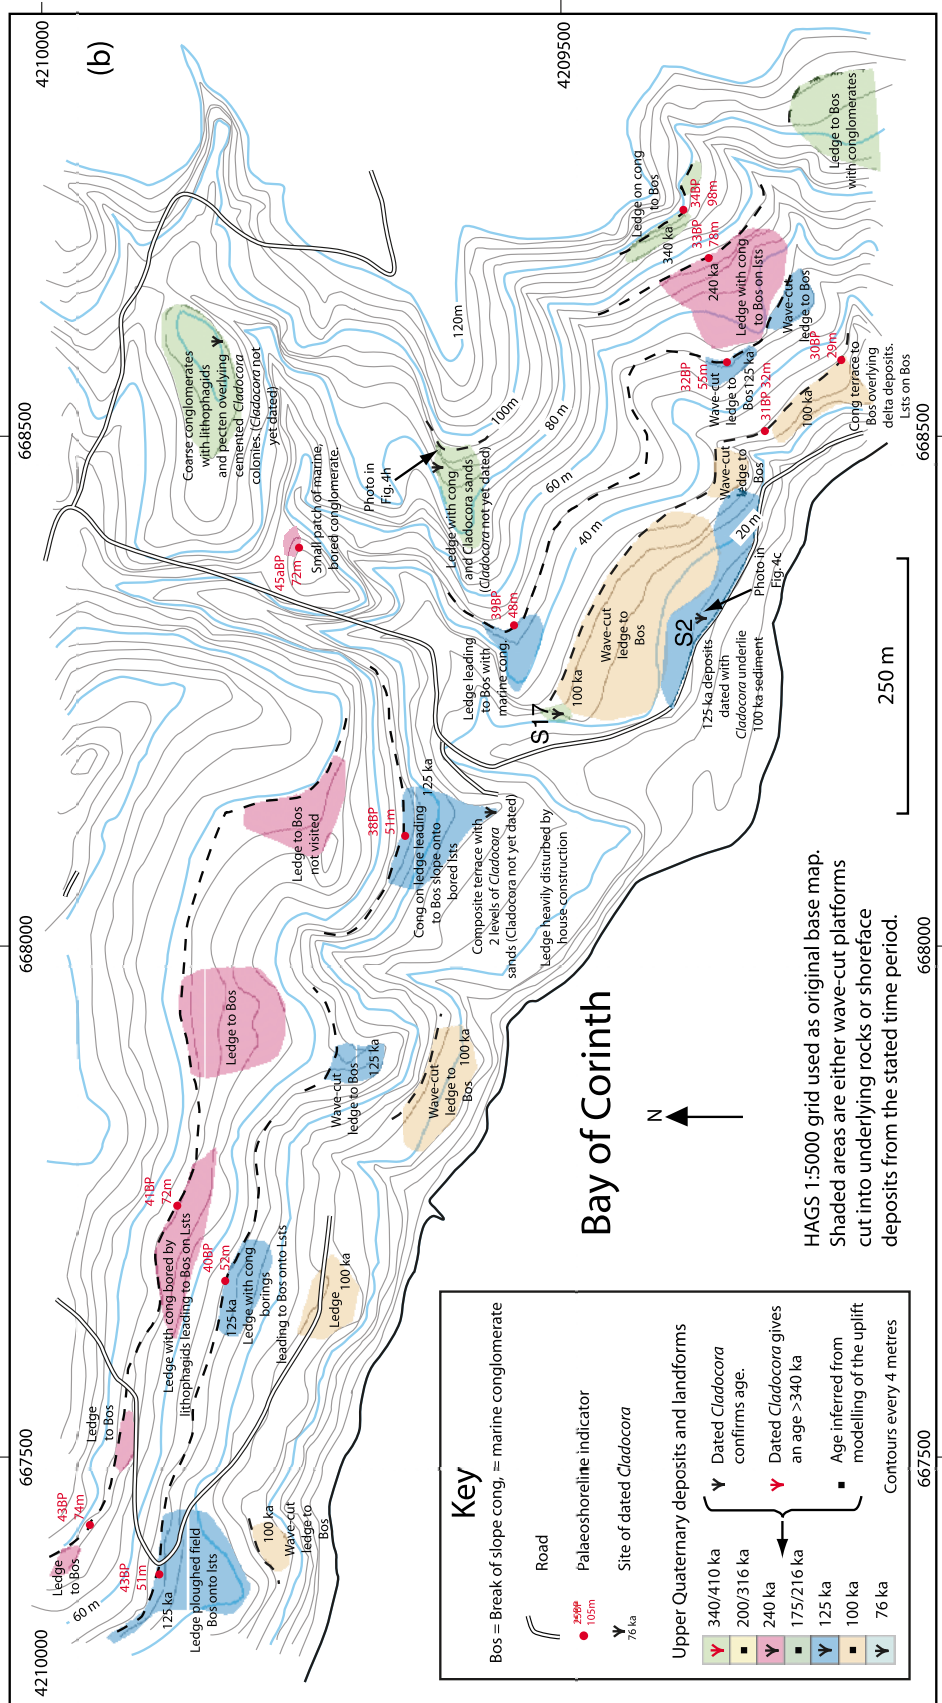 (b)
4210000
4209500
4210000
668500
668000
667500
668500
668000
667500
Ledge to Bos
with conglomerates
Ledge on cong
to Bos
340 ka
34BP
98m
33BP
78m
240 ka
Ledge with cong
to Bos on lsts
Wave-cut
ledge to Bos
30BP
29m
Cong terrace to
Bos overlying
delta deposits.
Lsts on Bos
100 ka
31BP 32m
32BP
55m
Wave-cut
ledge to
Bos
125 ka
Wave-cut
ledge to
Bos
120m
100m
80 m
60 m
40 m
20 m
Coarse conglomerates
with lithophagids
and pecten overlying
cemented Cladocora
colonies. (Cladocora not
yet dated)
Small patch of marine,
bored conglomerate.
45aBP
72m
Photo in
Fig. 4h
Ledge with cong
and Cladocora sands
(Cladocora not yet dated)
39BP
48m
Ledge leading
to Bos with
marine cong.
Wave-cut
ledge to
Bos
100 ka
S17
S2
Photo in
Fig. 4c
125-ka deposits
dated with
Cladocora underlie
100 ka sediment
250 m
Ledge to Bos
not visited
38BP
51m
125 ka
Cong on ledge leading
to Bos slope onto
bored lsts
Composite terrace with
2 levels of Cladocora
sands (Cladocora not yet dated)
Ledge heavily disturbed by
house construction
Ledge to Bos
Wave-cut
ledge to Bos
125 ka
Wave-cut
ledge to
Bos
100 ka
41BP
72m
Ledge with cong bored by
lithophagids leading to Bos on Lsts
40BP
52m
125 ka
Ledge with cong
borings
leading to Bos onto Lsts
Ledge
100 ka
Ledge
to Bos
43BP
74m
Ledge
to Bos
60 m
43BP
51m
125 ka
Ledge ploughed field
Bos onto lsts
100 ka
Wave-cut
ledge to
Bos
Bay of Corinth
N
HAGS 1:5000 grid used as original base map.
Shaded areas are either wave-cut platforms
cut into underlying rocks or shoreface
deposits from the stated time period.
Key
Bos = Break of slope cong, = marine conglomerate
Road
25BP
105m
Palaeoshoreline indicator
76 ka
Site of dated Cladocora
Upper Quaternary deposits and landforms
340/410 ka
200/316 ka
240 ka
175/216 ka
125 ka
100 ka
76 ka
Dated Cladocora
confirms age.
Dated Cladocora gives
an age >340 ka
Age inferred from
modelling of the uplift
Contours every 4 metres